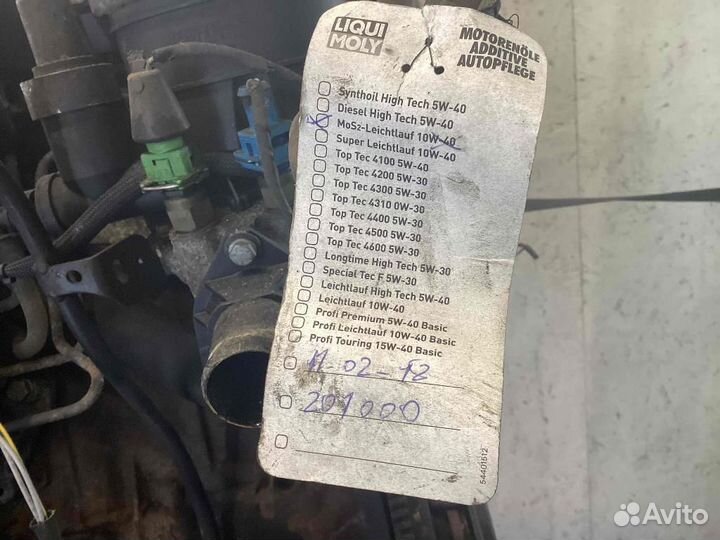 LIQUI
MOLY
MOTORENÖLE
ADDITIVE
AUTOPFLEGE
Synthoil High Tech 5W-40
Diesel High Tech 5W-40
MoS2-Leichtlauf 10W-40
Super Leichtlauf 10W-40
Top Tec 4100 5W-40
Top Tec 4200 5W-30
Top Tec 4300 5W-30
Top Tec 4310 0W-30
Top Tec 4400 5W-30
Top Tec 4500 5W-30
Top Tec 4600 5W-30
Longtime High Tech 5W-30
Special Tec F 5W-30
Leichtlauf High Tech 5W-40
Leichtlauf 10W-40
Profi Premium 5W-40 Basic
Profi Leichtlauf 10W-40 Basic
Profi Touring 15W-40 Basic
11-02-12
201000
54401512
Avito